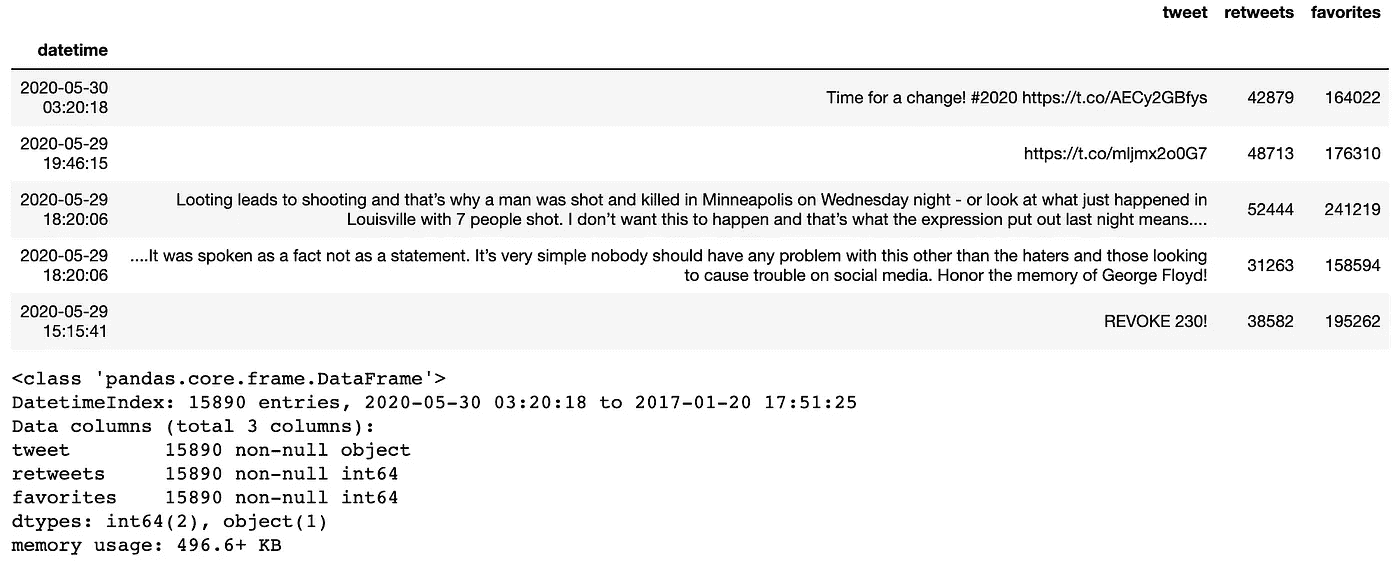 tweet retweets favorites
datetime
2020-05-30
03:20:18
Time for a change! #2020 https://t.co/AECy2GBfys 42879 164022
2020-05-29
19:46:15
https://t.co/mljmx2o0G7 48713 176310
2020-05-29
18:20:06
Looting leads to shooting and that’s why a man was shot and killed in Minneapolis on Wednesday night - or look at what just happened in
Louisville with 7 people shot. I don’t want this to happen and that’s what the expression put out last night means....
52444 241219
2020-05-29
18:20:06
....It was spoken as a fact not as a statement. It’s very simple nobody should have any problem with this other than the haters and those looking
to cause trouble on social media. Honor the memory of George Floyd!
31263 158594
2020-05-29
15:15:41
REVOKE 230! 38582 195262
<class 'pandas.core.frame.DataFrame'>
DatetimeIndex: 15890 entries, 2020-05-30 03:20:18 to 2017-01-20 17:51:25
Data columns (total 3 columns):
tweet 15890 non-null object
retweets 15890 non-null int64
favorites 15890 non-null int64
dtypes: int64(2), object(1)
memory usage: 496.6+ KB